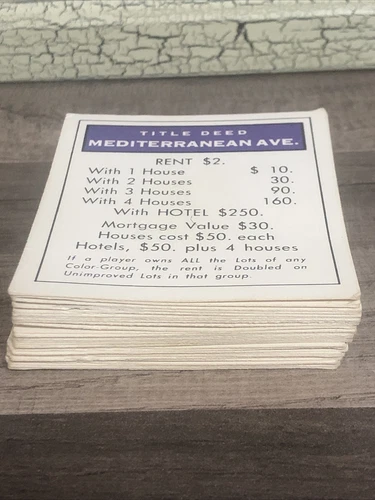 TITLE DEED
MEDITERRANEAN AVE.
RENT $2.
With 1 House $ 10.
With 2 Houses 30.
With 3 Houses 90.
With 4 Houses 160.
With HOTEL $250.
Mortgage Value $30.
Houses cost $50. each
Hotels, $50. plus 4 houses
If a player owns ALL the Lots of any
Color-Group, the rent is Doubled on
Unimproved Lots in that group.